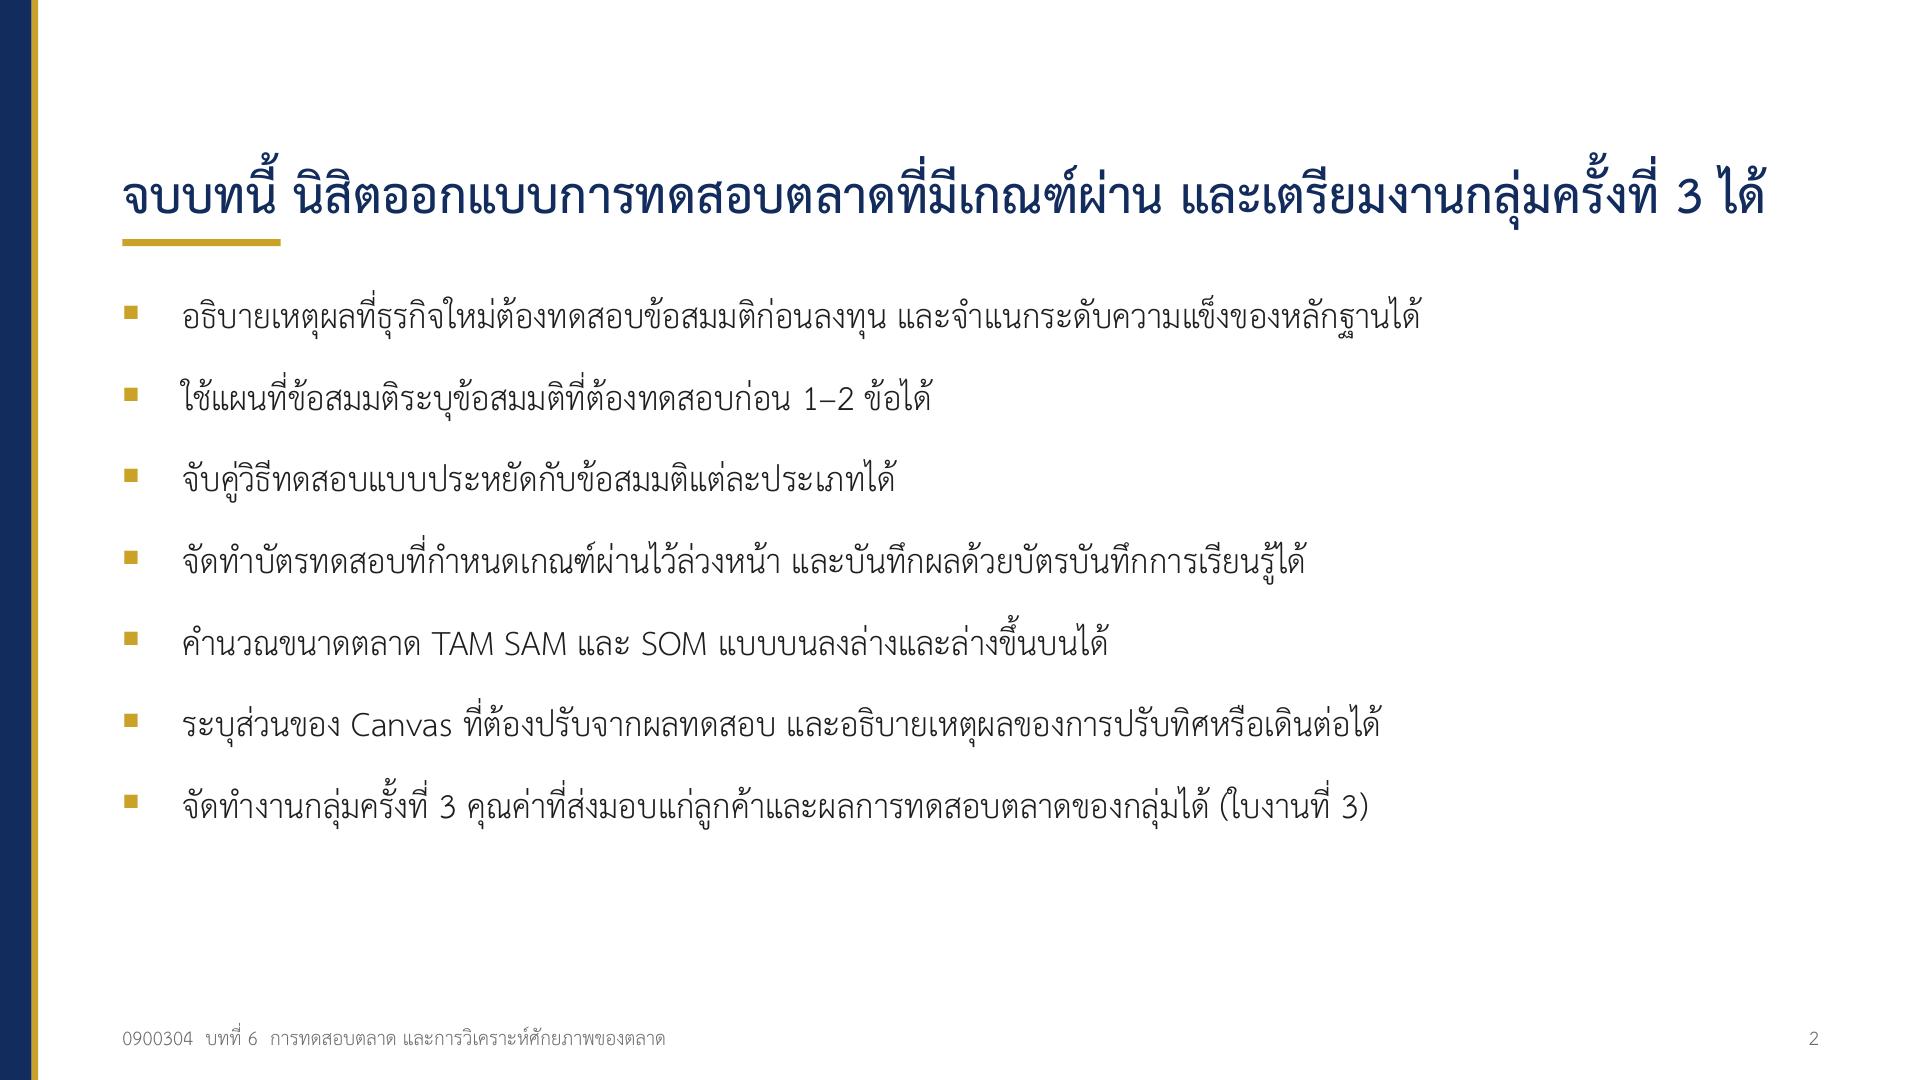 จบบทนี้ นิสิตออกแบบการทดสอบตลาดที่มีเกณฑ์ผ่าน และเตรียมงานกลุ่มครั้งที่ 3 ได้
▪ อธิบายเหตุผลที่ธุรกิจใหม่ต้องทดสอบข้อสมมติก่อนลงทุน และจำแนกระดับความแข็งของหลักฐานได้
▪ ใช้แผนที่ข้อสมมติระบุข้อสมมติที่ต้องทดสอบก่อน 1–2 ข้อได้
▪ จับคู่วิธีทดสอบแบบประหยัดกับข้อสมมติแต่ละประเภทได้
▪ จัดทำบัตรทดสอบที่กำหนดเกณฑ์ผ่านไว้ล่วงหน้า และบันทึกผลด้วยบัตรบันทึกการเรียนรู้ได้
▪ คำนวณขนาดตลาด TAM SAM และ SOM แบบบนลงล่างและล่างขึ้นบนได้
▪ ระบุส่วนของ Canvas ที่ต้องปรับจากผลทดสอบ และอธิบายเหตุผลของการปรับทิศหรือเดินต่อได้
▪ จัดทำงานกลุ่มครั้งที่ 3 คุณค่าที่ส่งมอบแก่ลูกค้าและผลการทดสอบตลาดของกลุ่มได้ (ใบงานที่ 3)
0900304 บทที่ 6 การทดสอบตลาด และการวิเคราะห์ศักยภาพของตลาด
2